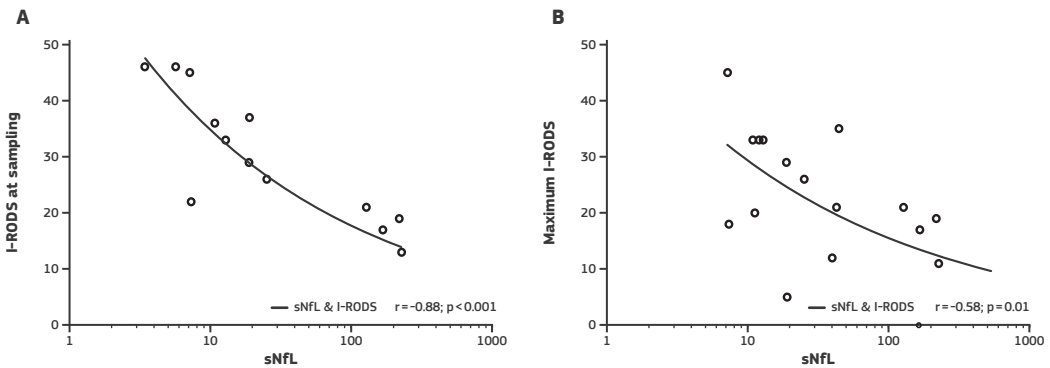 A
I-RODS at sampling
50
40
30
20
10
0
sNfL & I-RODS r=-0.88; p<0.001
1 10 100 1000
sNfL
B
Maximum I-RODS
50
40
30
20
10
0
sNfL & I-RODS r=-0.58; p=0.01
1 10 100 1000
sNfL